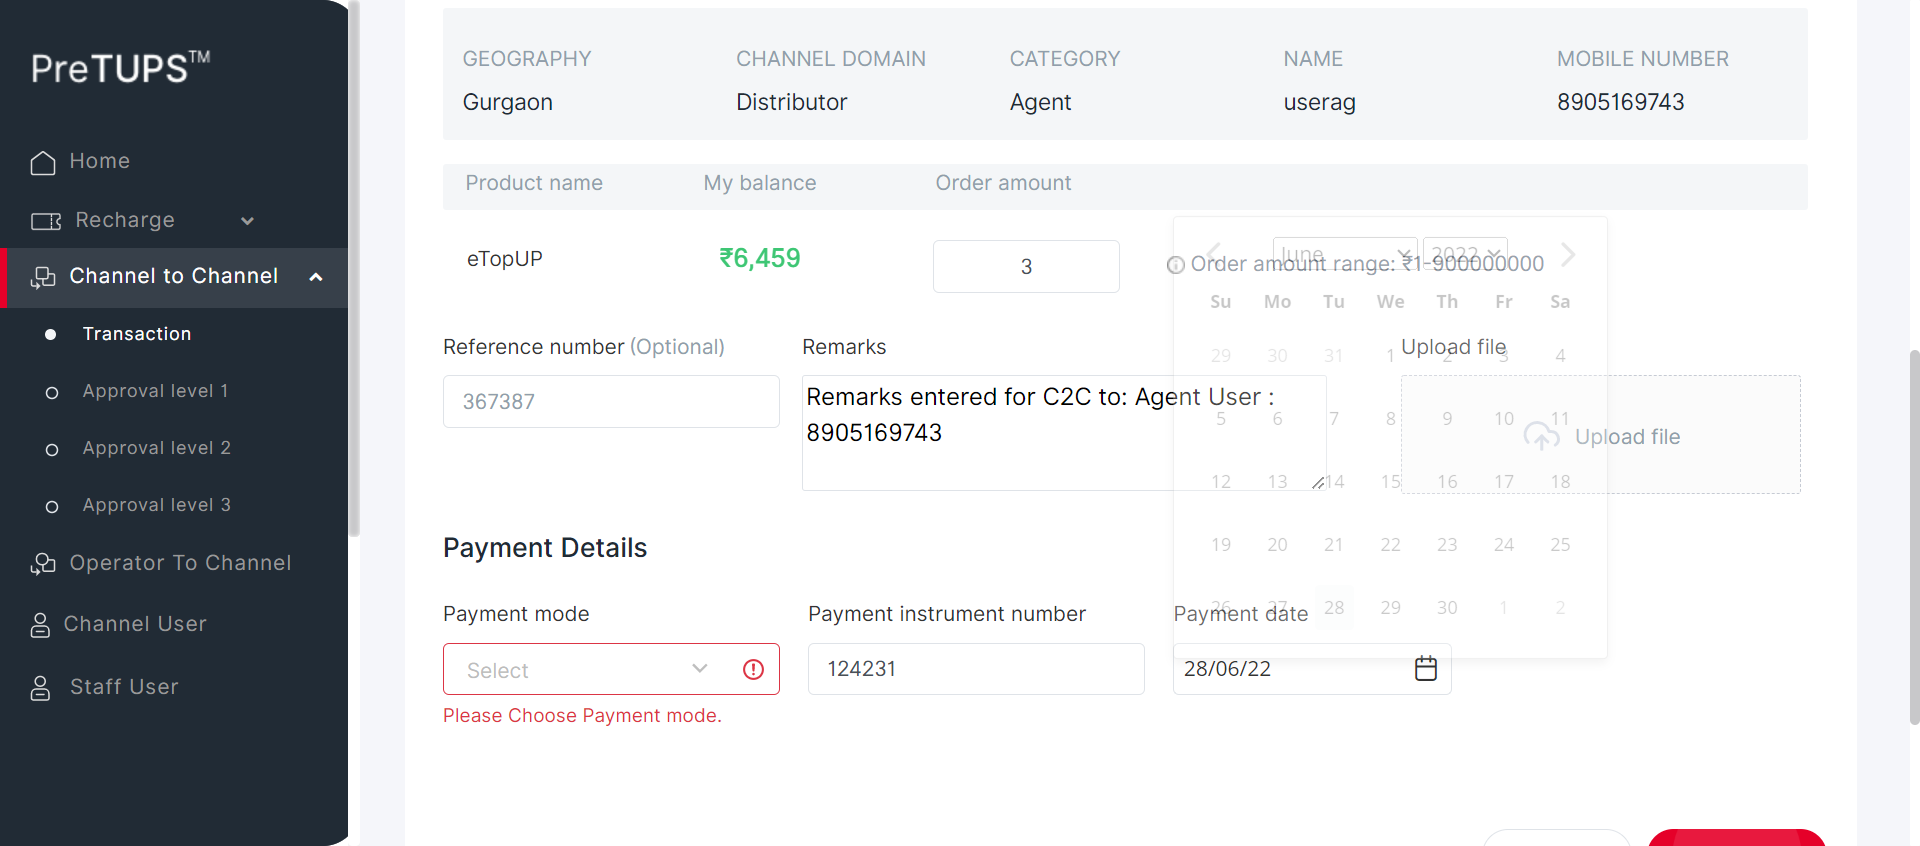 PreTUPS™
Home
Recharge
Channel to Channel
Transaction
Approval level 1
Approval level 2
Approval level 3
Operator To Channel
Channel User
Staff User
GEOGRAPHY CHANNEL DOMAIN CATEGORY NAME MOBILE NUMBER
Gurgaon Distributor Agent userag 8905169743
Product name My balance Order amount
eTopUP ₹6,459 3 Order amount range: ₹1-900000000
June 2022
Su Mo Tu We Th Fr Sa
29 30 31 1 2 3 4
5 6 7 8 9 10 11
12 13 14 15 16 17 18
19 20 21 22 23 24 25
26 27 28 29 30 1 2
Reference number (Optional) Remarks Upload file
367387
Remarks entered for C2C to: Agent User :
8905169743
Upload file
Payment Details
Payment mode Payment instrument number Payment date
Select 124231 28/06/22
Please Choose Payment mode.